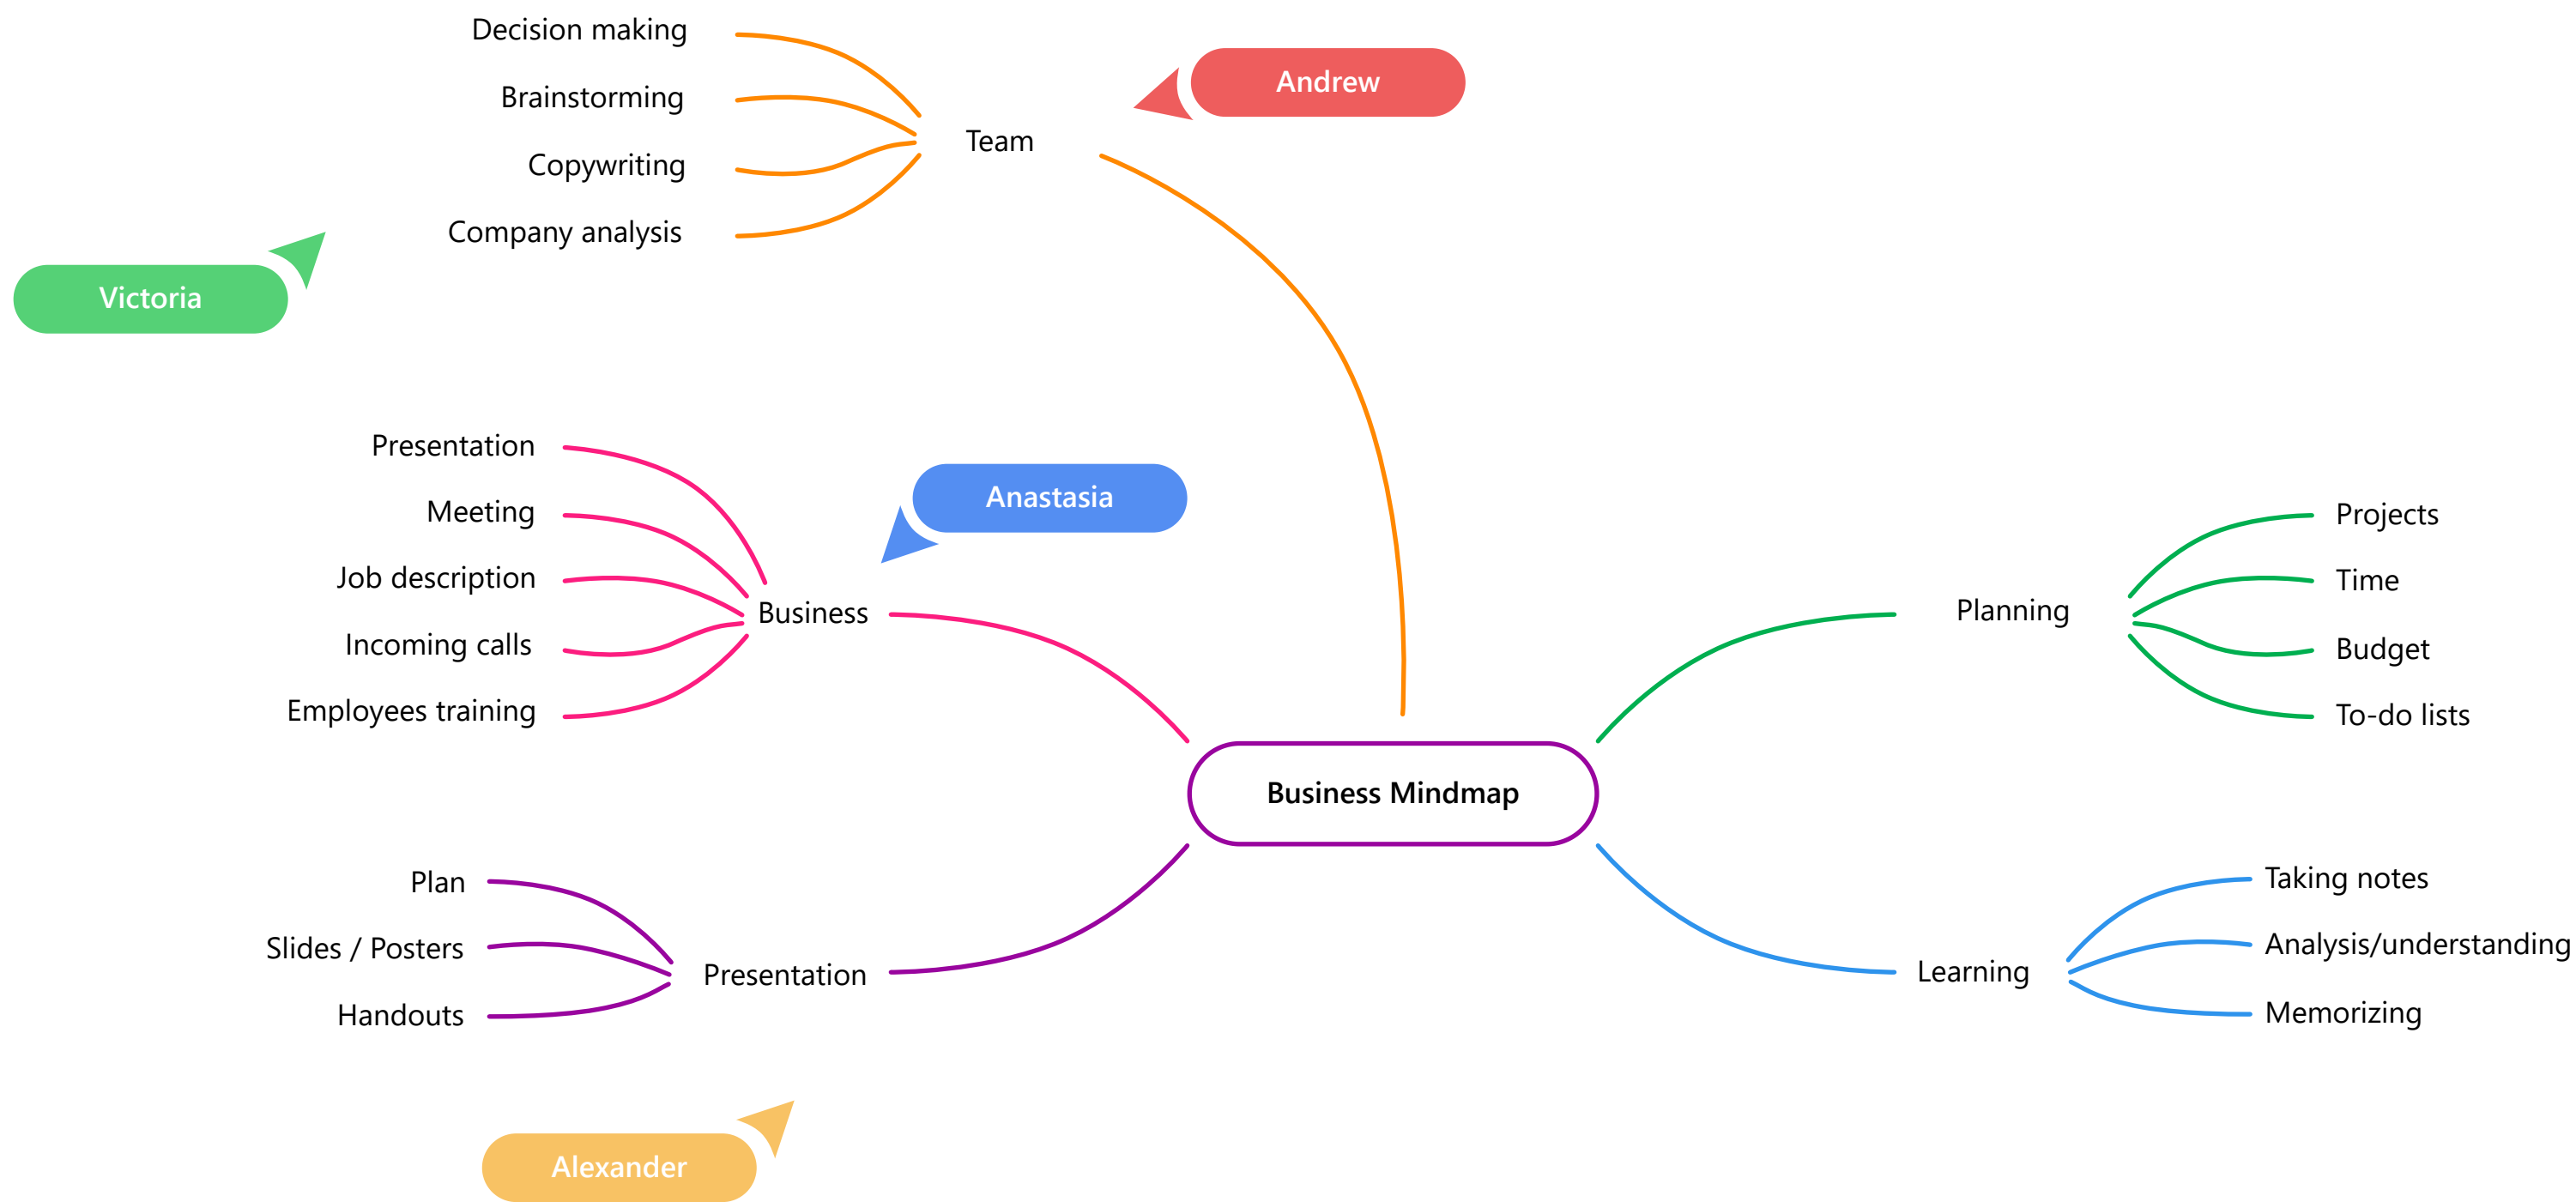 Decision making
Brainstorming
Copywriting
Company analysis
Team
Andrew
Victoria
Presentation
Meeting
Job description
Incoming calls
Employees training
Business
Anastasia
Planning
Projects
Time
Budget
To-do lists
Business Mindmap
Plan
Slides / Posters
Handouts
Presentation
Learning
Taking notes
Analysis/understanding
Memorizing
Alexander